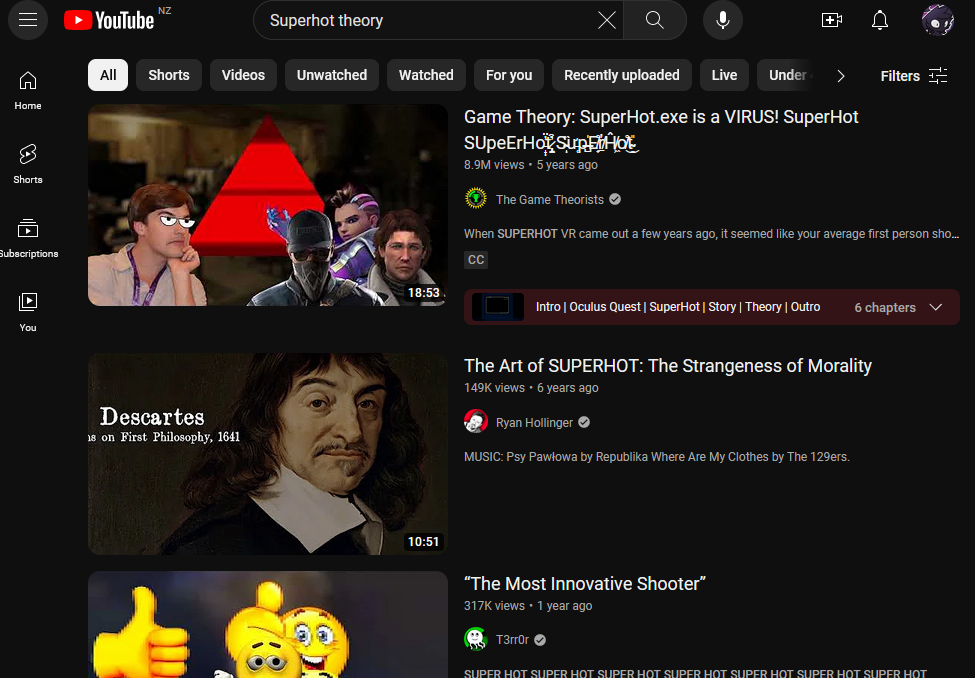 YouTube NZ
Superhot theory
All Shorts Videos Unwatched Watched For you Recently uploaded Live Under Filters
Home
Shorts
Subscriptions
You
18:53
Game Theory: SuperHot.exe is a VIRUS! SuperHot
SUpeErHoT SupErHot
8.9M views • 5 years ago
The Game Theorists
When SUPERHOT VR came out a few years ago, it seemed like your average first person sho...
CC
Intro | Oculus Quest | SuperHot | Story | Theory | Outro 6 chapters
Descartes
ns on First Philosophy, 1641
10:51
The Art of SUPERHOT: The Strangeness of Morality
149K views • 6 years ago
Ryan Hollinger
MUSIC: Psy Pawłowa by Republika Where Are My Clothes by The 129ers.
“The Most Innovative Shooter”
317K views • 1 year ago
T3rr0r
SUPER HOT SUPER HOT SUPER HOT SUPER HOT SUPER HOT SUPER HOT SUPER HOT